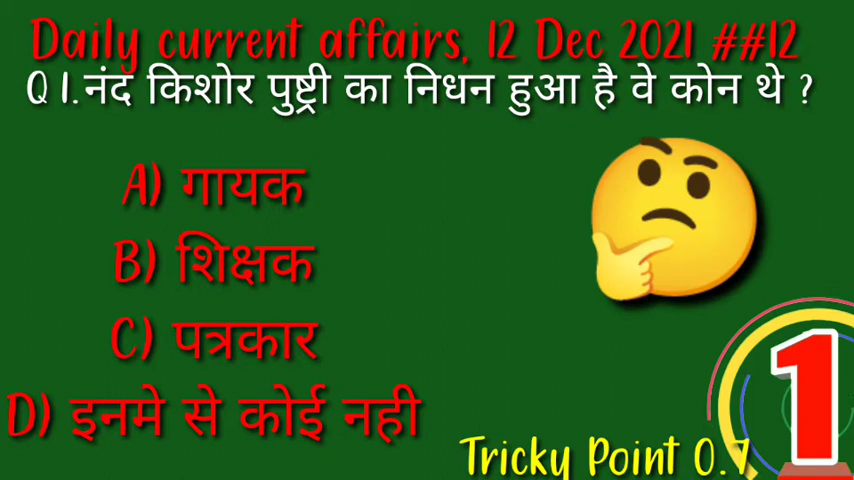 Daily current affairs, 12 Dec 2021 ##12
Q 1.नंद किशोर पुष्ट्री का निधन हुआ है वे कोन थे ?
A) गायक
B) शिक्षक
C) पत्रकार
D) इनमे से कोई नही
Tricky Point 0.7
1